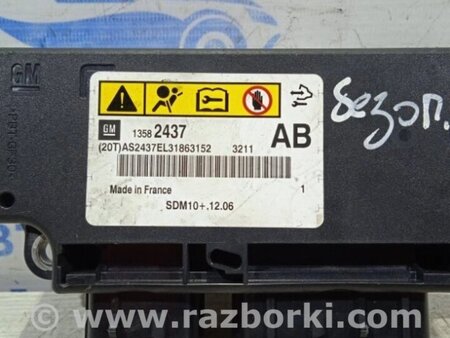 GM
GM 1358 2437 AB
(20T)AS2437EL31863152 3211
Made in France 1
SDM10+.12.06
безоп.
www.razborki.com